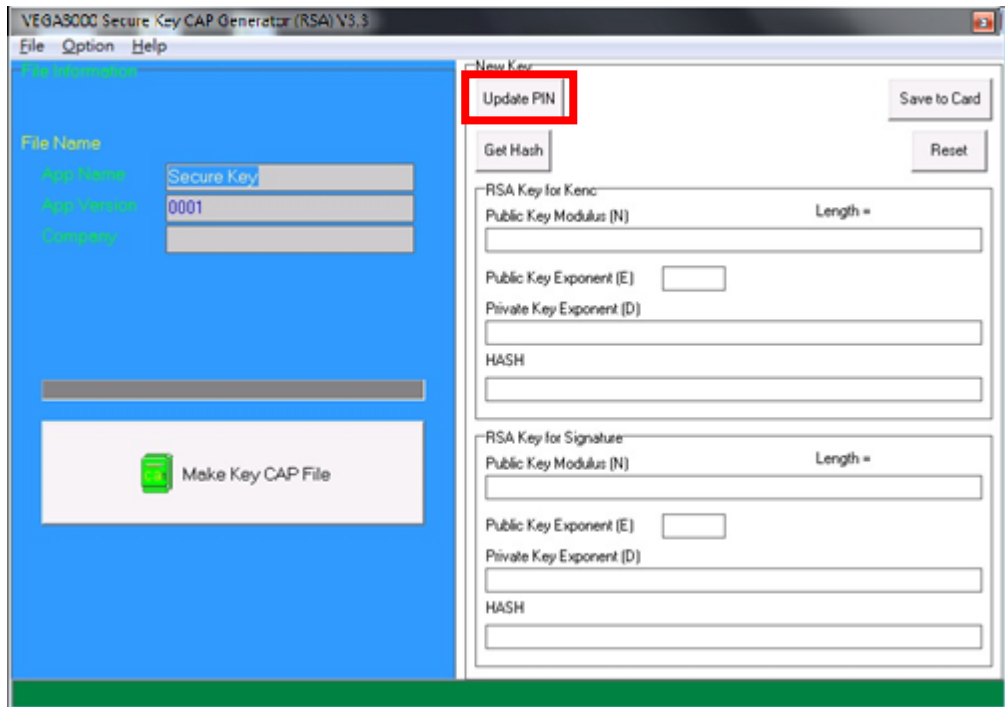 VEGA3000 Secure Key CAP Generator (RSA) V3.3
File Option Help
File Information
File Name
App Name Secure Key
App Version 0001
Company
Make Key CAP File
New Key
Update PIN Save to Card
Get Hash Reset
RSA Key for Kenc
Public Key Modulus (N) Length =
Public Key Exponent (E)
Private Key Exponent (D)
HASH
RSA Key for Signature
Public Key Modulus (N) Length =
Public Key Exponent (E)
Private Key Exponent (D)
HASH